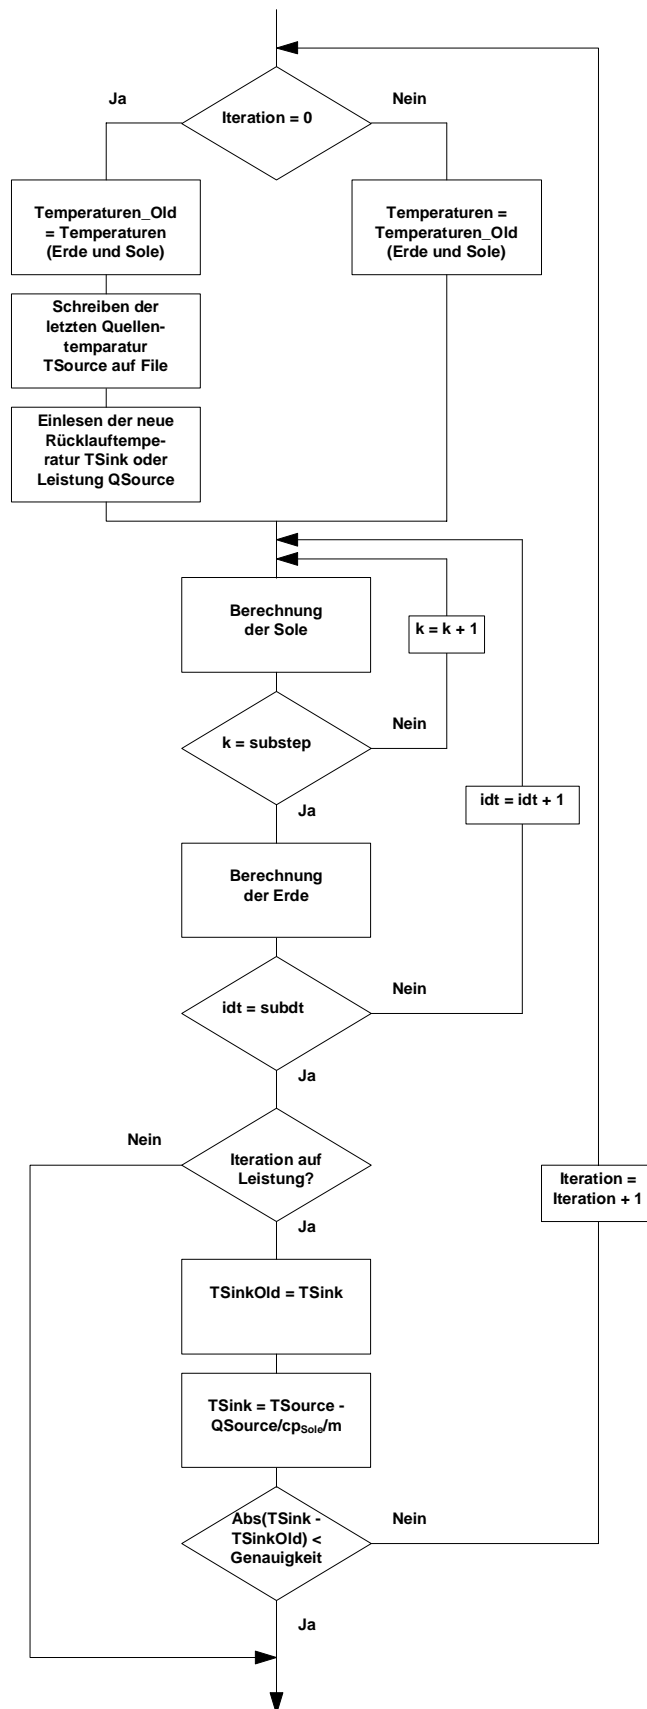 Ja
Nein
Iteration = 0
Temperaturen_Old
= Temperaturen
(Erde und Sole)
Temperaturen =
Temperaturen_Old
(Erde und Sole)
Schreiben der
letzten Quellen-
temparatur
TSource auf File
Einlesen der neue
Rücklauftempe-
ratur TSink oder
Leistung QSource
Berechnung
der Sole
k = k + 1
Nein
k = substep
idt = idt + 1
Ja
Berechnung
der Erde
Nein
idt = subdt
Ja
Nein
Iteration auf
Leistung?
Iteration =
Iteration + 1
Ja
TSinkOld = TSink
TSink = TSource -
QSource/cpSole/m
Abs(TSink -
TSinkOld) <
Genauigkeit
Nein
Ja